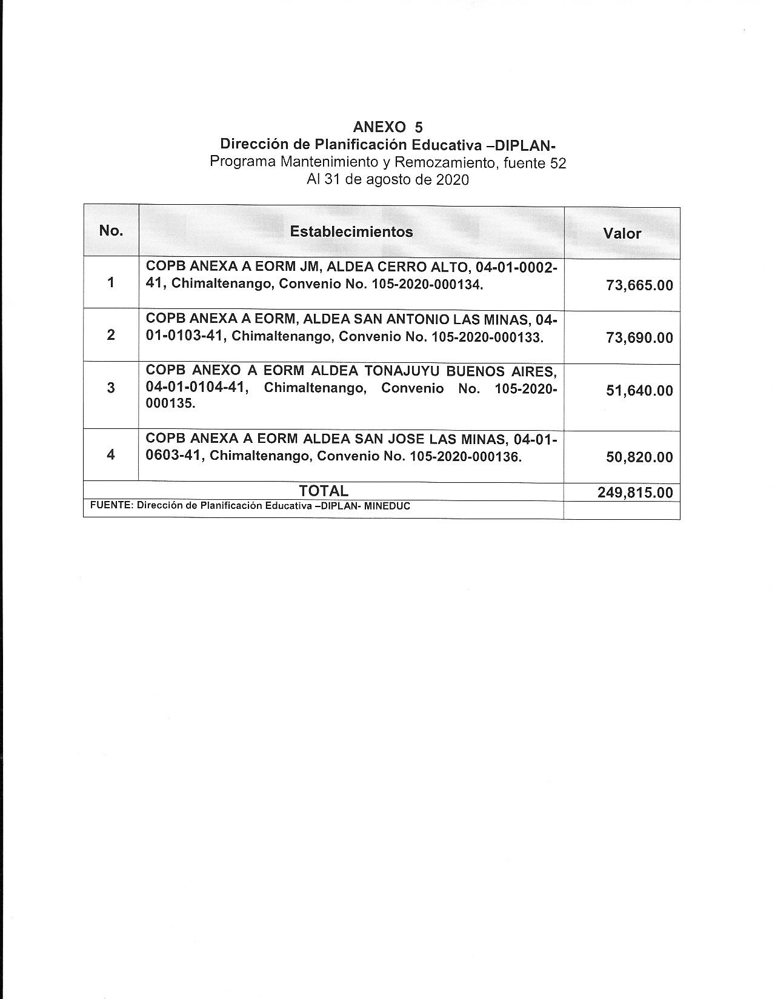 ANEXO 5
Dirección de Planificación Educativa –DIPLAN-
Programa Mantenimiento y Remozamiento, fuente 52
Al 31 de agosto de 2020
No. Establecimientos Valor
COPB ANEXA A EORM JM, ALDEA CERRO ALTO, 04-01-0002-
1 41, Chimaltenango, Convenio No. 105-2020-000134. 73,665.00
COPB ANEXA A EORM, ALDEA SAN ANTONIO LAS MINAS, 04-
2 01-0103-41, Chimaltenango, Convenio No. 105-2020-000133. 73,690.00
COPB ANEXO A EORM ALDEA TONAJUYU BUENOS AIRES,
3 04-01-0104-41, Chimaltenango, Convenio No. 105-2020- 51,640.00
000135.
COPB ANEXA A EORM ALDEA SAN JOSE LAS MINAS, 04-01-
4 0603-41, Chimaltenango, Convenio No. 105-2020-000136. 50,820.00
TOTAL 249,815.00
FUENTE: Dirección de Planificación Educativa –DIPLAN- MINEDUC